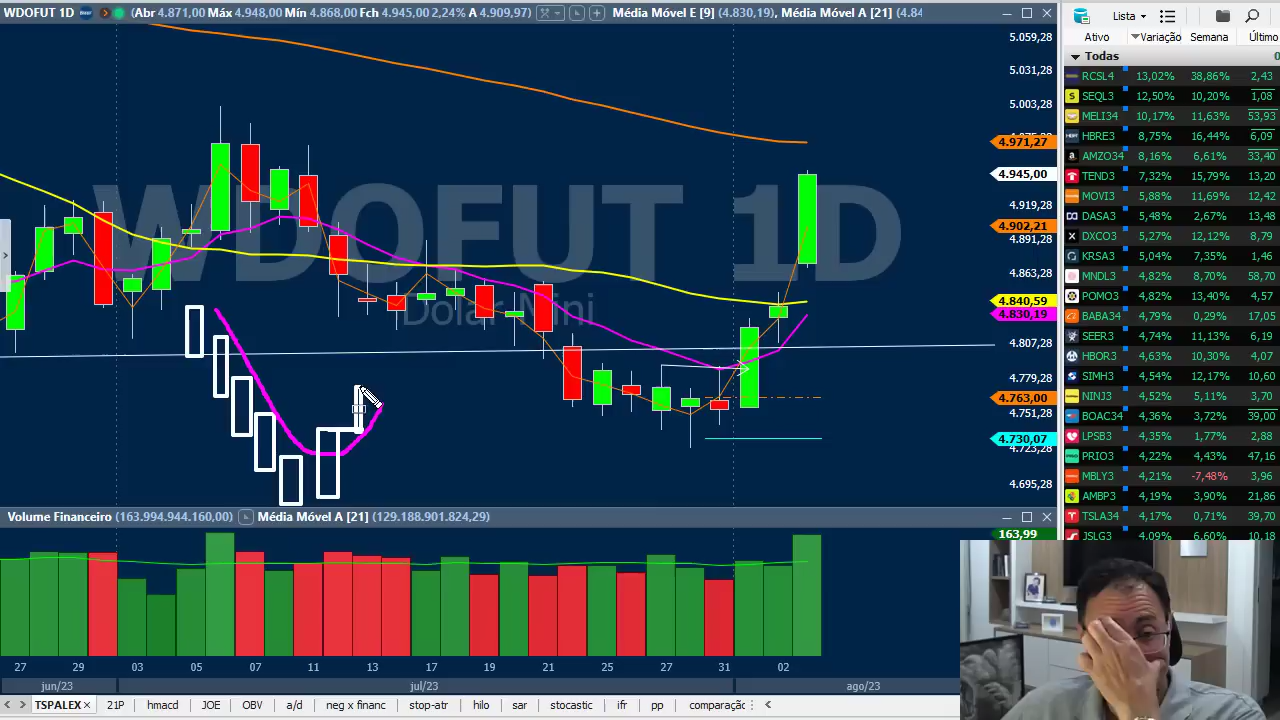 WDOFUT 1D (Abr 4.871,00 Máx 4.948,00 Mín 4.868,00 Fch 4.945,00 2,24% A 4.909,97) Média Móvel E [9] (4.830,19), Média Móvel A [21] (4.84
Lista
Ativo Variação Semana Último
Todas 0
RCSL4 13,02% 38,86% 2,43
SEQL3 12,50% 10,20% 1,08
MELI34 10,17% 11,63% 53,93
HBRE3 8,75% 16,44% 6,09
AMZO34 8,16% 6,61% 33,40
TEND3 7,32% 15,79% 13,20
MOVI3 5,88% 11,69% 12,42
DASA3 5,48% 2,67% 13,48
DXCO3 5,27% 12,12% 8,79
KRSA3 5,04% 7,35% 1,46
MNDL3 4,82% 8,70% 58,70
POMO3 4,82% 13,40% 4,57
BABA34 4,79% 0,29% 17,05
SEER3 4,74% 11,13% 6,19
HBOR3 4,63% 10,30% 4,07
SIMH3 4,54% 12,17% 10,60
NINJ3 4,52% 5,11% 3,70
BOAC34 4,36% 3,72% 39,00
LPSB3 4,35% 1,77% 2,88
PRIO3 4,22% 4,43% 47,16
MBLY3 4,21% -7,48% 3,96
AMBP3 4,19% 3,90% 21,86
TSLA34 4,17% 0,71% 39,70
JSLG3 4,09% 6,60% 10,18
5.059,28
5.031,28
5.003,28
4.971,27
4.945,00
4.919,28
4.902,21
4.891,28
4.863,28
4.840,59
4.830,19
4.807,28
4.779,28
4.763,00
4.751,28
4.730,07
4.723,28
4.695,28
WDOFUT 1D
Dolar Mini
Volume Financeiro (163.994.944.160,00) Média Móvel A [21] (129.188.901.824,29)
163,99
27 29 03 05 07 11 13 17 19 21 25 27 31 02
jun/23 jul/23 ago/23
TSPALEX 21P hmacd JOE OBV a/d neg x financ stop-atr hilo sar stocastic ifr pp comparação